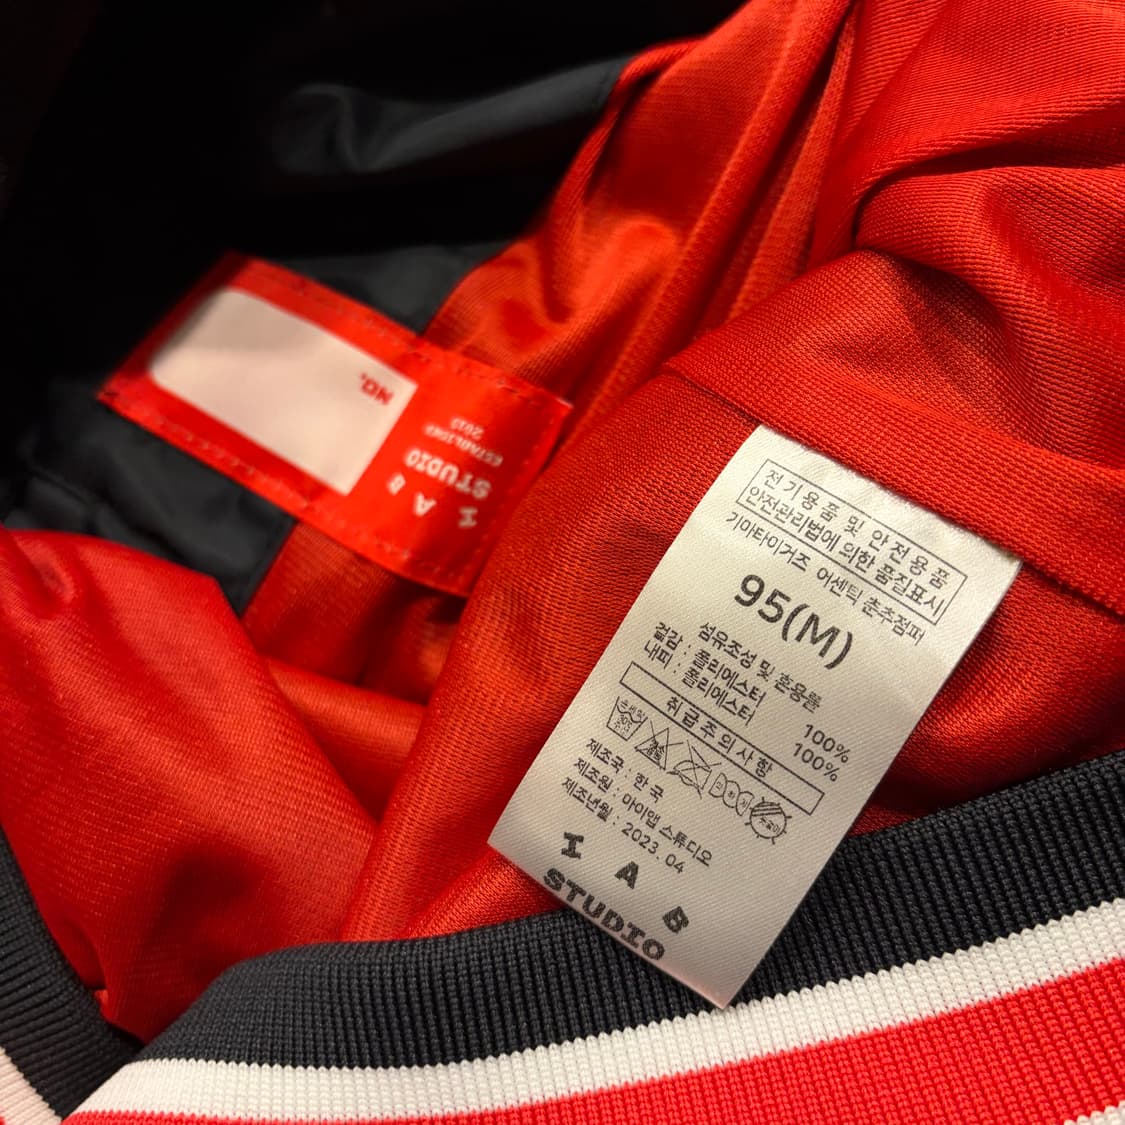 전기용품 및 안전용품
안전관리법에 의한 품질표시
기아타이거즈 어센틱 춘추점퍼
95(M)
섬유조성 및 혼용률
겉감 : 폴리에스터 100%
내피 : 폴리에스터 100%
취급주의사항
제조국 : 한국
제조원 : 아이앱 스튜디오
제조년월 : 2023. 04
I A B
STUDIO
I A B
STUDIO
ESTABLISHED
NO.